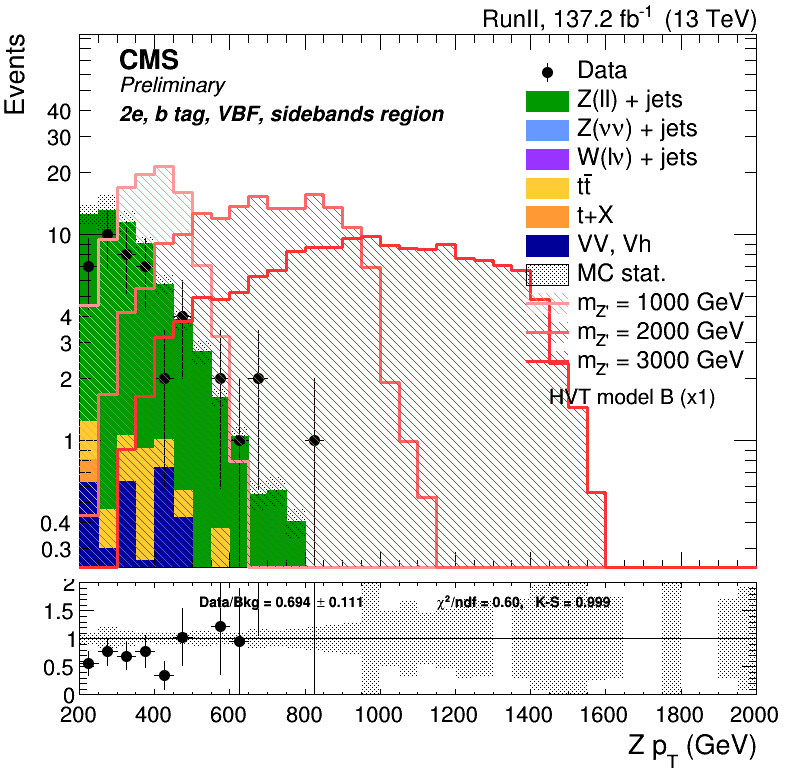 RunII, 137.2 fb⁻¹ (13 TeV)
Events
CMS
Preliminary
2e, b tag, VBF, sidebands region
Data
Z(ll) + jets
Z(νν) + jets
W(lν) + jets
tt̄
t+X
VV, Vh
MC stat.
m_Z' = 1000 GeV
m_Z' = 2000 GeV
m_Z' = 3000 GeV
HVT model B (x1)
40
30
20
10
4
3
2
1
0.4
0.3
Data/Bkg = 0.694 ± 0.111 χ²/ndf = 0.60, K-S = 0.999
2
1.5
1
0.5
0
200 400 600 800 1000 1200 1400 1600 1800 2000
Z p_T (GeV)